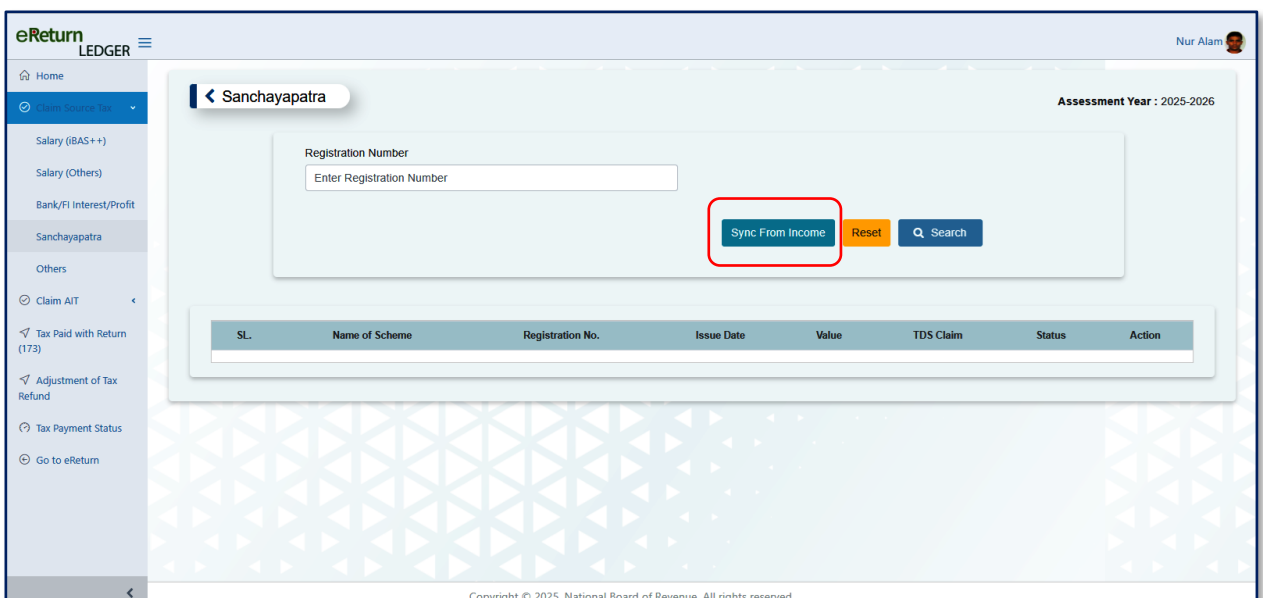 eReturn
LEDGER
Nur Alam
Home
Claim Source Tax
Salary (iBAS++)
Salary (Others)
Bank/FI Interest/Profit
Sanchayapatra
Others
Claim AIT
Tax Paid with Return
(173)
Adjustment of Tax
Refund
Tax Payment Status
Go to eReturn
Sanchayapatra
Assessment Year : 2025-2026
Registration Number
Enter Registration Number
Sync From Income
Reset
Search
SL. Name of Scheme Registration No. Issue Date Value TDS Claim Status Action
Copyright © 2025, National Board of Revenue. All rights reserved